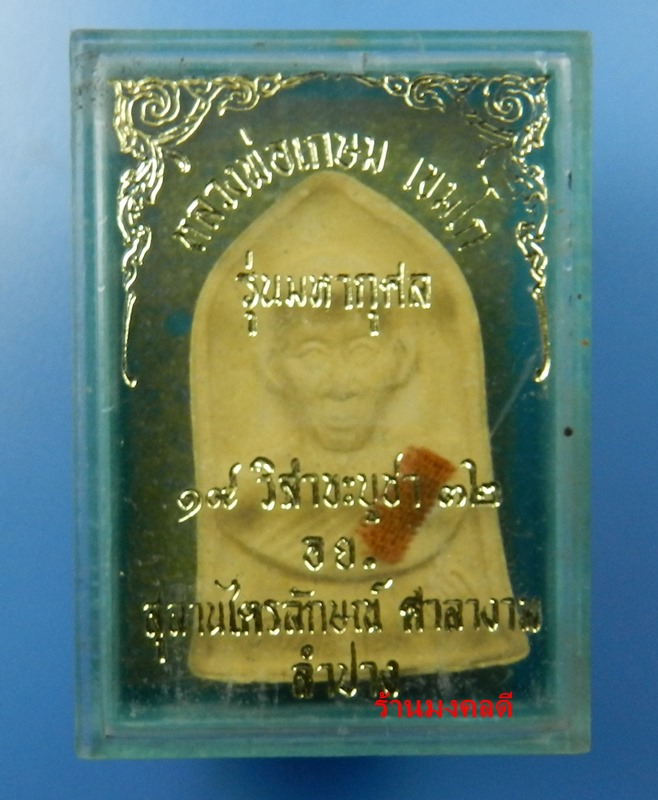 หลวงพ่อเกษม เขมโก
รุ่นมหากุศล
๑๙ วิสาขะบูชา ๓๒
อย.
สุสานไตรลักษณ์ ศาลางาม
ลำปาง
ร้านมงคลดี